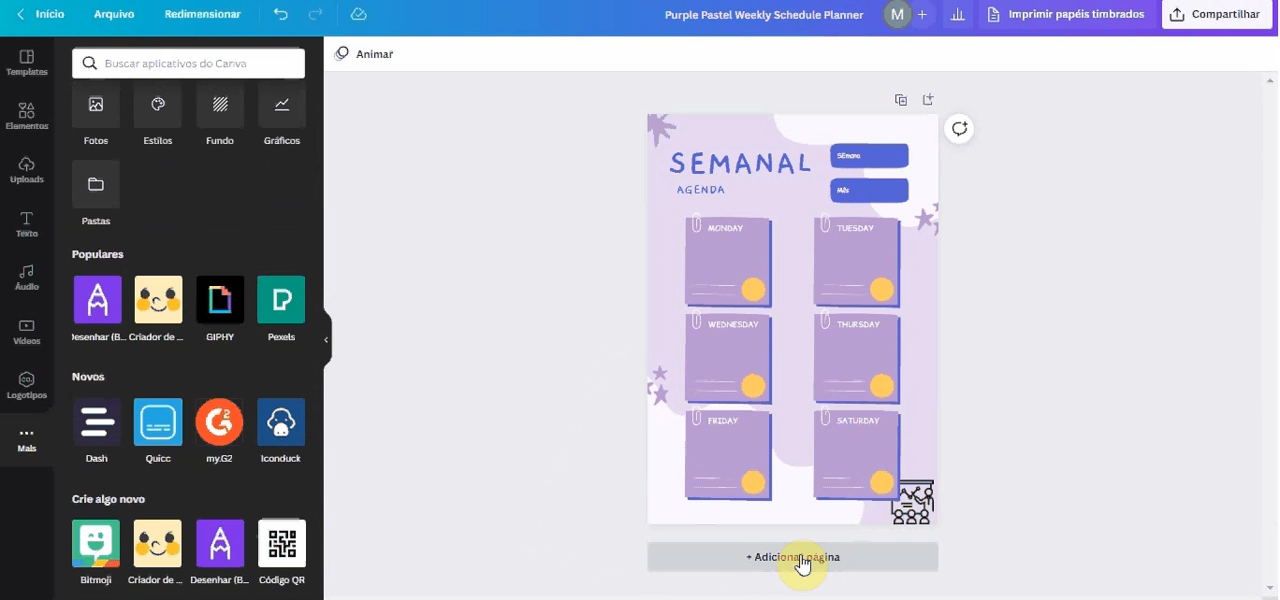 Início Arquivo Redimensionar Purple Pastel Weekly Schedule Planner M + Imprimir papéis timbrados Compartilhar
Templates
Elementos
Uploads
Texto
Áudio
Vídeos
CO.
Logotipos
Mais
Buscar aplicativos do Canva
Fotos Estilos Fundo Gráficos
Pastas
Populares
Desenhar (B... Criador de ... GIPHY Pexels
Novos
Dash Quicc my.G2 Iconduck
Crie algo novo
Bitmoji Criador de ... Desenhar (B... Código QR
Animar
SEMANAL
AGENDA
SEmana
Mês
MONDAY TUESDAY
WEDNESDAY THURSDAY
FRIDAY SATURDAY
+ Adicionar página